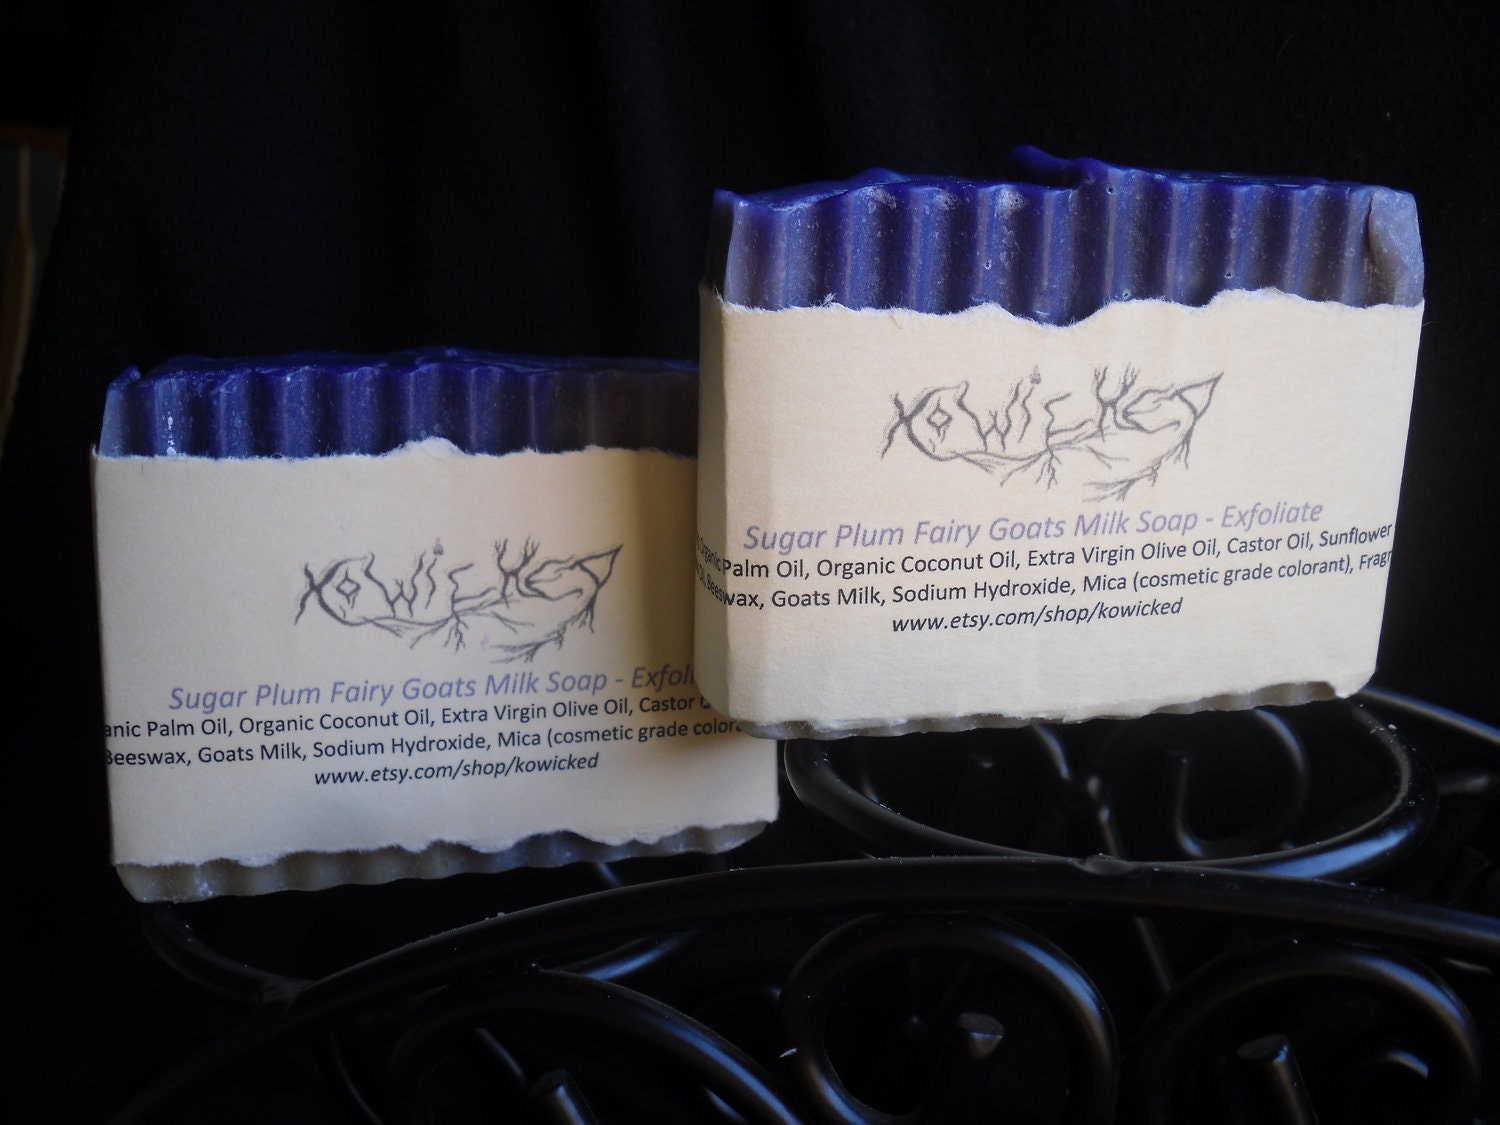 KOWICKED
Sugar Plum Fairy Goats Milk Soap - Exfoliate
Organic Palm Oil, Organic Coconut Oil, Extra Virgin Olive Oil, Castor Oil, Sunflower
Beeswax, Goats Milk, Sodium Hydroxide, Mica (cosmetic grade colorant),
www.etsy.com/shop/kowicked
KOWICKED
Sugar Plum Fairy Goats Milk Soap -
Palm Oil, Organic Coconut Oil, Extra Virgin Olive Oil, Castor
Beeswax, Goats Milk, Sodium Hydroxide, Mica (cosmetic grade
www.etsy.com/shop/kowicked